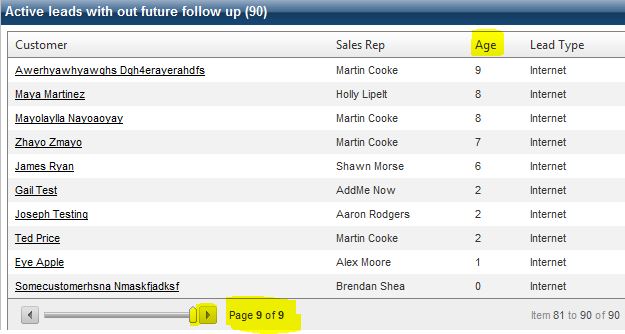 Active leads with out future follow up (90)
Customer Sales Rep Age Lead Type
Awerhyawhyawghs Dgh4erayerahdfs Martin Cooke 9 Internet
Maya Martinez Holly Lipelt 8 Internet
Mayolaylla Nayoaoyay Martin Cooke 8 Internet
Zhayo Zmayo Martin Cooke 7 Internet
James Ryan Shawn Morse 6 Internet
Gail Test AddMe Now 2 Internet
Joseph Testing Aaron Rodgers 2 Internet
Ted Price Martin Cooke 2 Internet
Eye Apple Alex Moore 1 Internet
Somecustomerhsna Nmaskfjadksf Brendan Shea 0 Internet
Page 9 of 9 Item 81 to 90 of 90